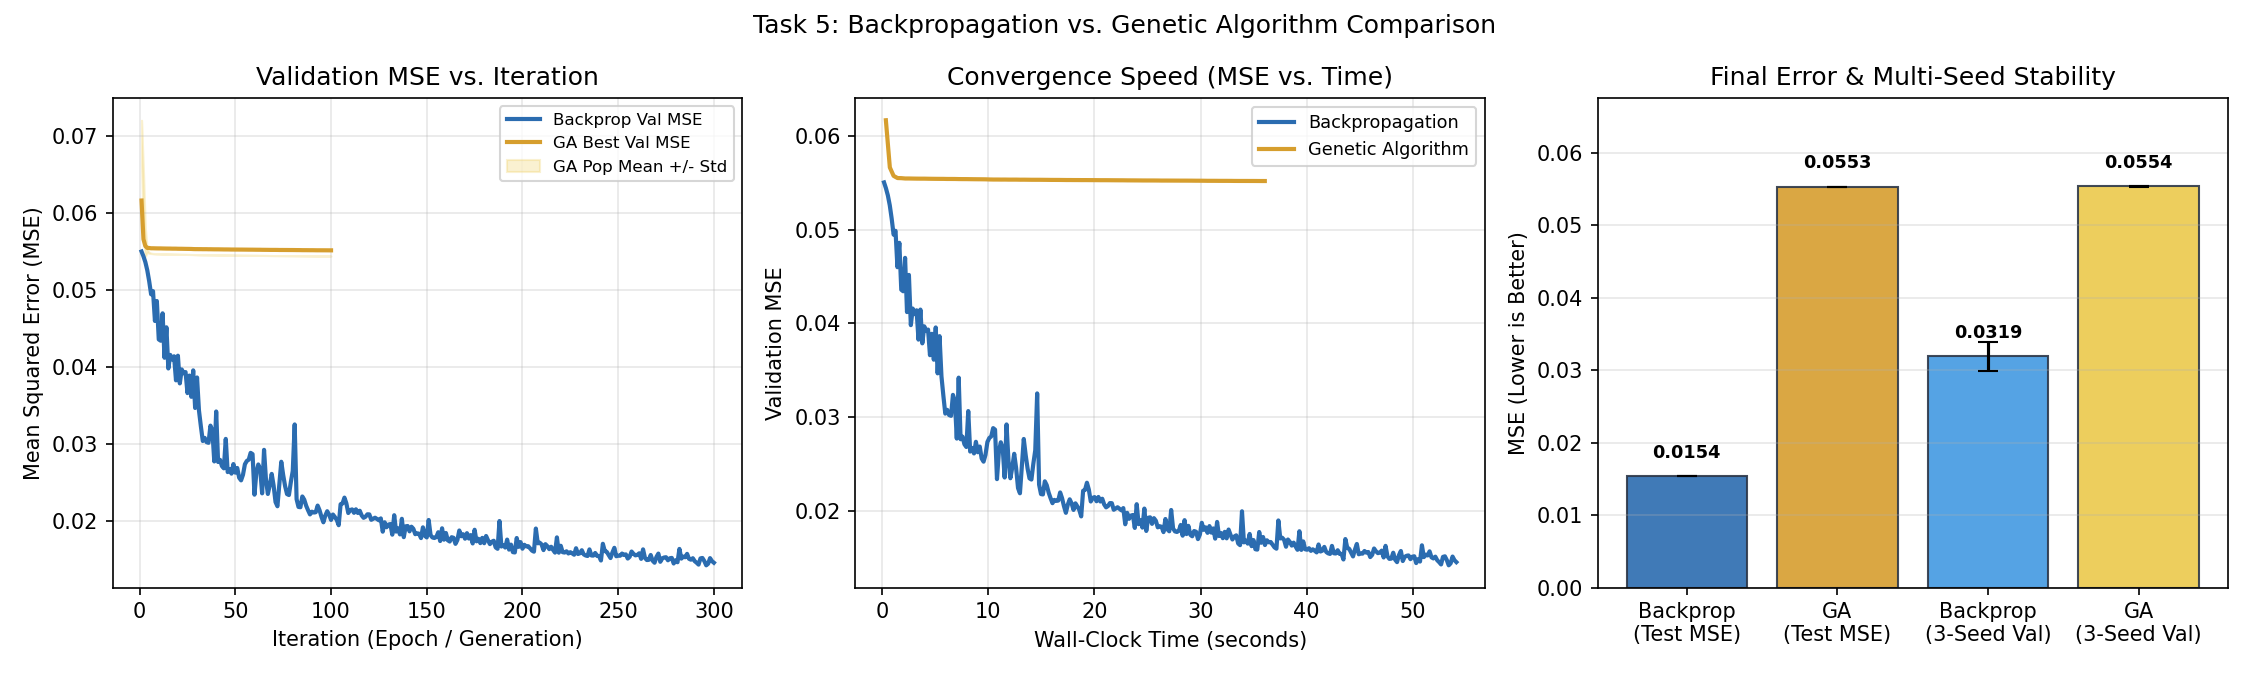 Task 5: Backpropagation vs. Genetic Algorithm Comparison
Validation MSE vs. Iteration
Mean Squared Error (MSE)
0.07
0.06
0.05
0.04
0.03
0.02
Backprop Val MSE
GA Best Val MSE
GA Pop Mean +/- Std
0 50 100 150 200 250 300
Iteration (Epoch / Generation)
Convergence Speed (MSE vs. Time)
Validation MSE
0.06
0.05
0.04
0.03
0.02
Backpropagation
Genetic Algorithm
0 10 20 30 40 50
Wall-Clock Time (seconds)
Final Error & Multi-Seed Stability
MSE (Lower is Better)
0.06
0.05
0.04
0.03
0.02
0.01
0.00
0.0154
0.0553
0.0319
0.0554
Backprop
(Test MSE)
GA
(Test MSE)
Backprop
(3-Seed Val)
GA
(3-Seed Val)